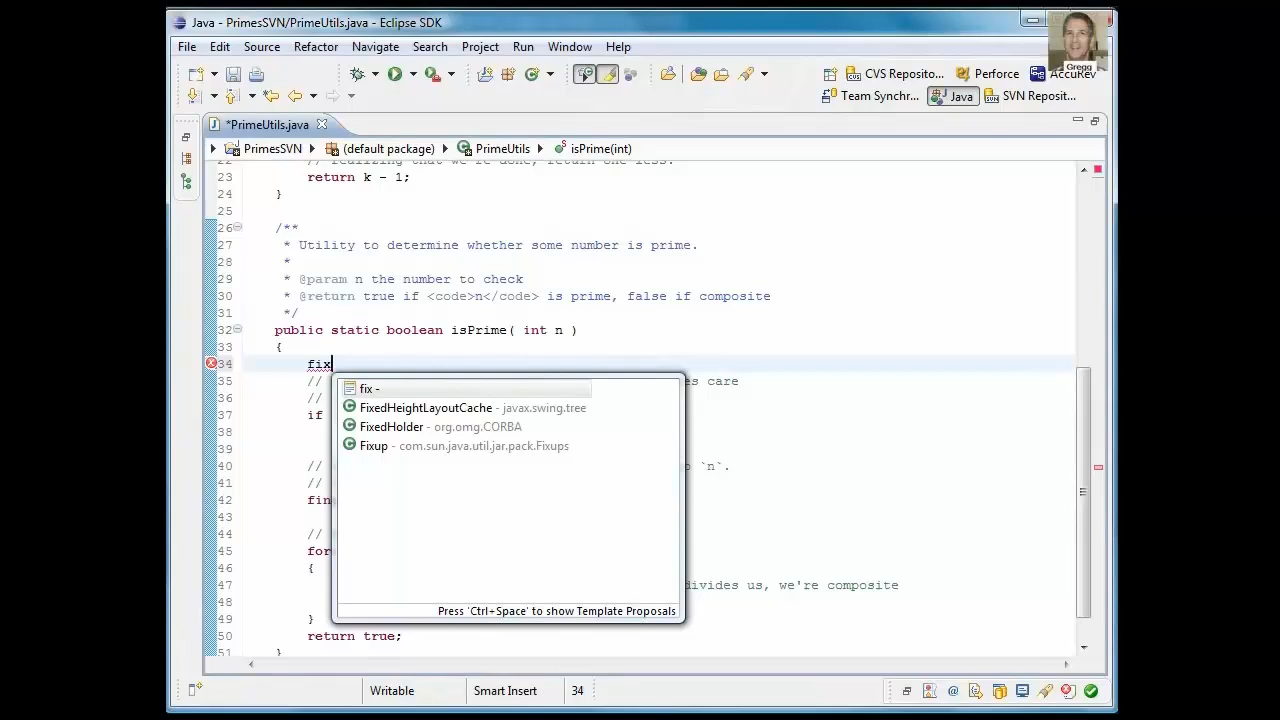 Java - PrimesSVN/PrimeUtils.java - Eclipse SDK
Gregg
File Edit Source Refactor Navigate Search Project Run Window Help
CVS Reposito... Perforce AccuRev
Team Synchr... Java SVN Reposit...
*PrimeUtils.java
PrimesSVN (default package) PrimeUtils isPrime(int)
22 // realizing that we're done, return one less.
23 return k - 1;
24 }
25
26 /**
27 * Utility to determine whether some number is prime.
28 *
29 * @param n the number to check
30 * @return true if <code>n</code> is prime, false if composite
31 */
32 public static boolean isPrime( int n )
33 {
34 fix
35 // es care
36 //
37 if
38
39
40 // o `n`.
41 //
42 fin
43
44 //
45 for
46 {
47 divides us, we're composite
48
49 }
50 return true;
51 }
fix -
FixedHeightLayoutCache - javax.swing.tree
FixedHolder - org.omg.CORBA
Fixup - com.sun.java.util.jar.pack.Fixups
Press 'Ctrl+Space' to show Template Proposals
Writable Smart Insert 34